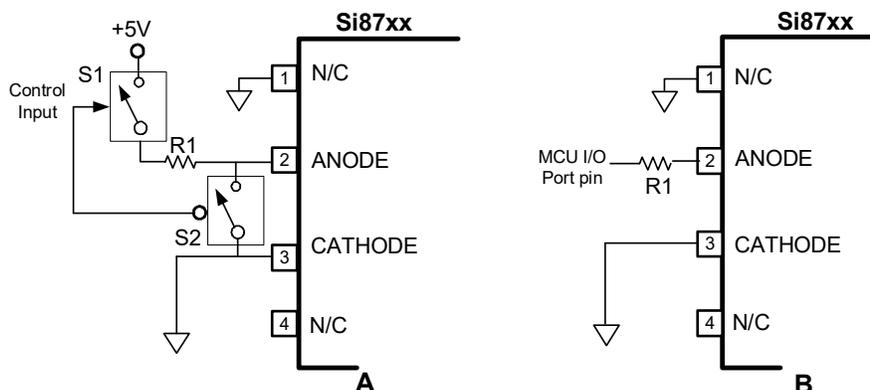 Si87xx
+5V
S1
Control
Input
R1
1
N/C
2
ANODE
S2
3
CATHODE
4
N/C
A
Si87xx
1
N/C
MCU I/O
Port pin
R1
2
ANODE
3
CATHODE
4
N/C
B